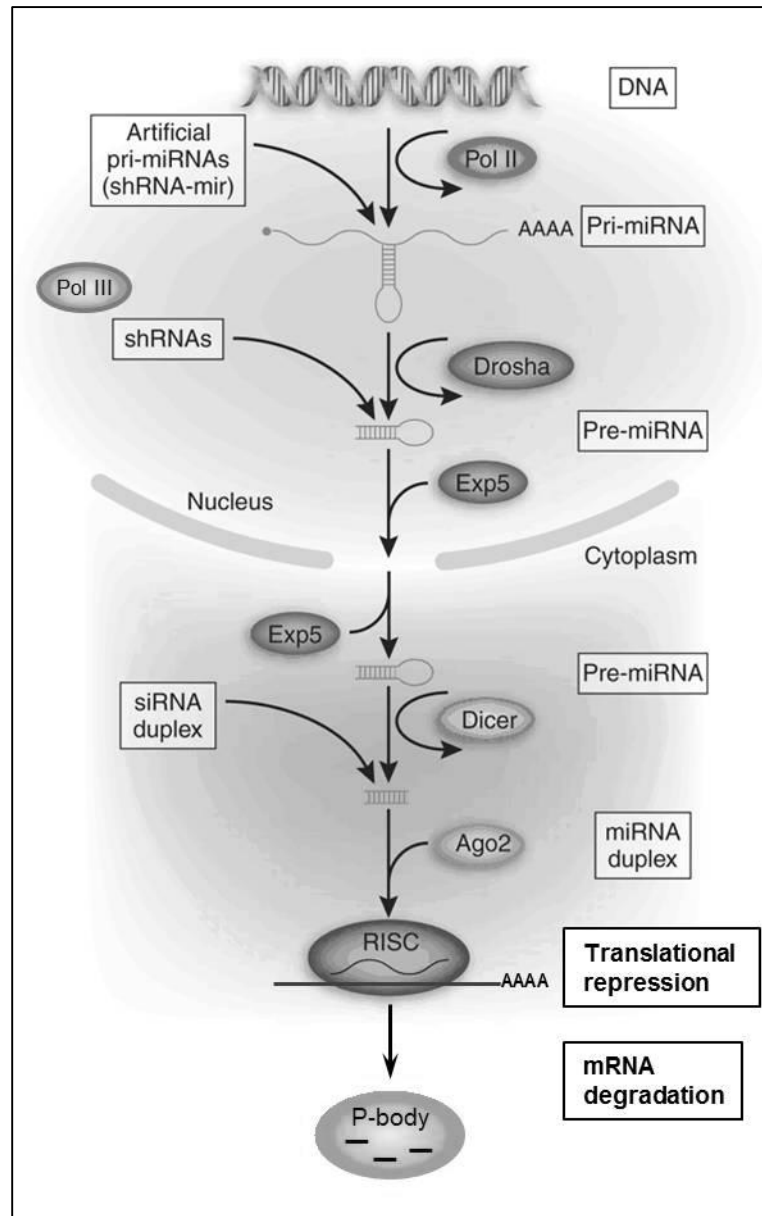 DNA
Artificial
pri-miRNAs
(shRNA-mir)
Pol II
AAAA
Pri-miRNA
Pol III
shRNAs
Drosha
Pre-miRNA
Exp5
Nucleus
Cytoplasm
Exp5
Pre-miRNA
siRNA
duplex
Dicer
Ago2
miRNA
duplex
RISC
AAAA
Translational
repression
mRNA
degradation
P-body